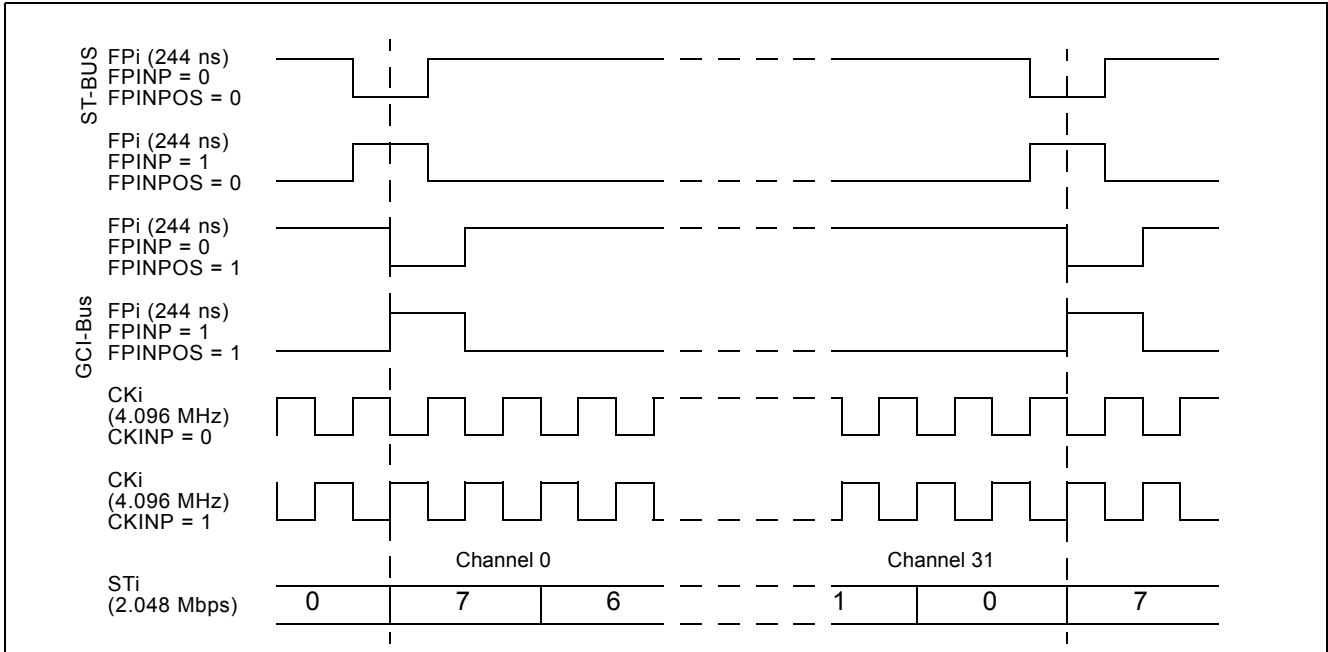 ST-BUS
FPi (244 ns)
FPINP = 0
FPINPOS = 0
FPi (244 ns)
FPINP = 1
FPINPOS = 0
FPi (244 ns)
FPINP = 0
FPINPOS = 1
GCI-Bus
FPi (244 ns)
FPINP = 1
FPINPOS = 1
CKi
(4.096 MHz)
CKINP = 0
CKi
(4.096 MHz)
CKINP = 1
Channel 0 Channel 31
STi
(2.048 Mbps)
0 7 6 1 0 7